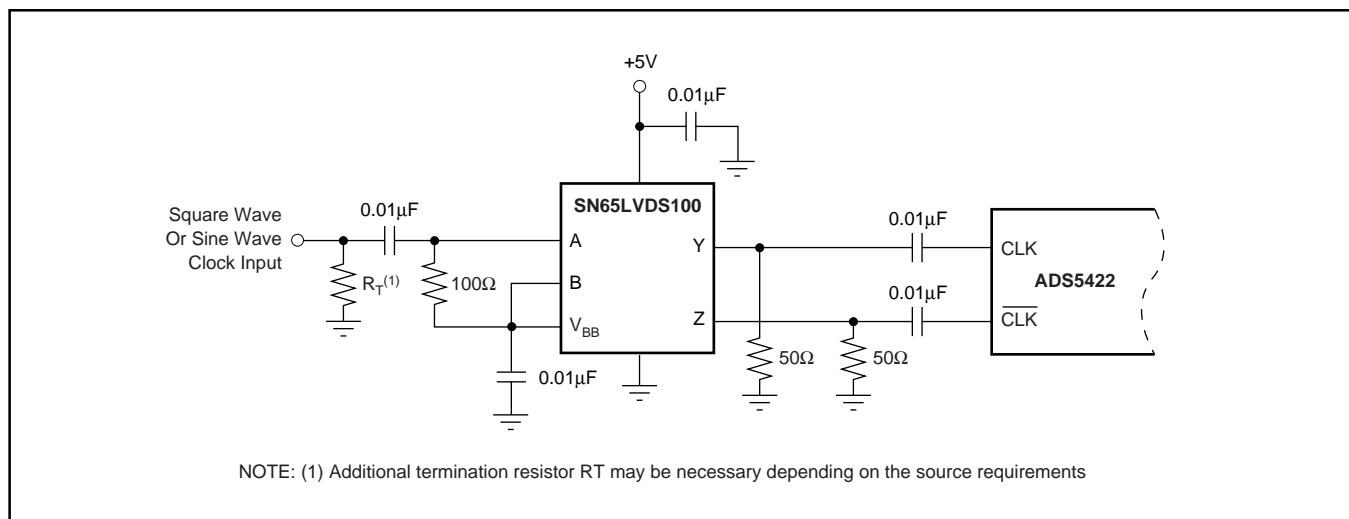 +5V
0.01µF
SN65LVDS100
Square Wave
Or Sine Wave
Clock Input
0.01µF
R_T(1)
100Ω
A
B
V_BB
0.01µF
Y
Z
0.01µF
0.01µF
50Ω
50Ω
CLK
ADS5422
C̅L̅K̅
NOTE: (1) Additional termination resistor RT may be necessary depending on the source requirements